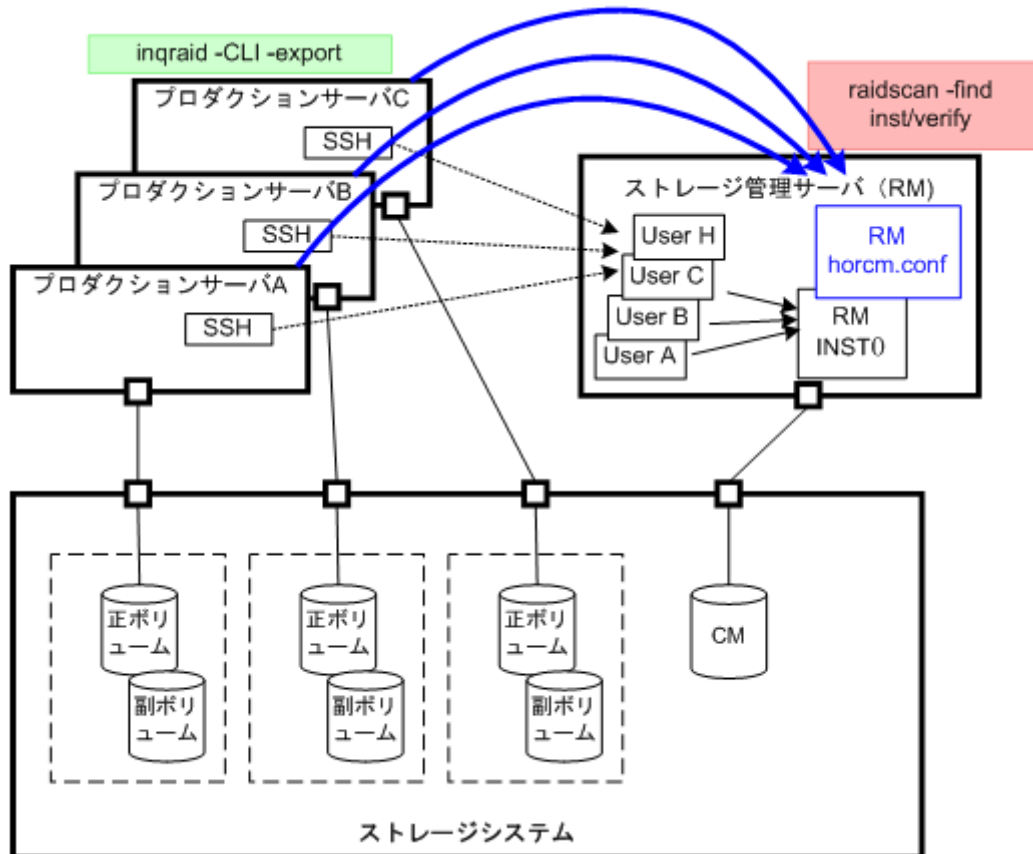 inqraid -CLI -export
プロダクションサーバC
SSH
プロダクションサーバB
SSH
プロダクションサーバA
SSH
raidscan -find
inst/verify
ストレージ管理サーバ（RM)
User H
User C
User B
User A
RM
horcm.conf
RM
INST()
正ボリ
ューム
副ボリ
ューム
正ボリ
ューム
副ボリ
ューム
正ボリ
ューム
副ボリ
ューム
CM
ストレージシステム